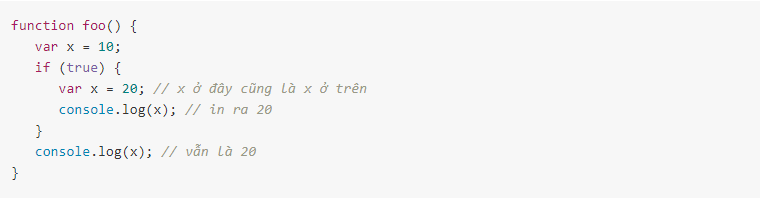 function foo() {
var x = 10;
if (true) {
var x = 20; // x ở đây cũng là x ở trên
console.log(x); // in ra 20
}
console.log(x); // vẫn là 20
}